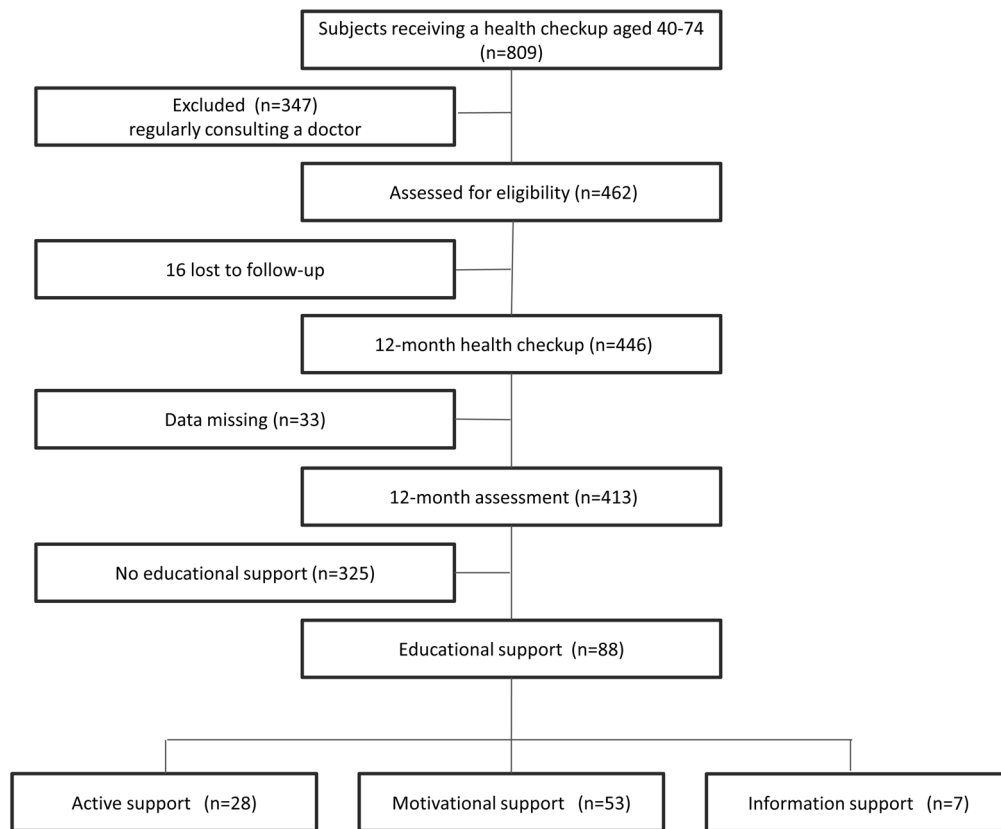 Subjects receiving a health checkup aged 40-74
(n=809)
Excluded (n=347)
regularly consulting a doctor
Assessed for eligibility (n=462)
16 lost to follow-up
12-month health checkup (n=446)
Data missing (n=33)
12-month assessment (n=413)
No educational support (n=325)
Educational support (n=88)
Active support (n=28)
Motivational support (n=53)
Information support (n=7)